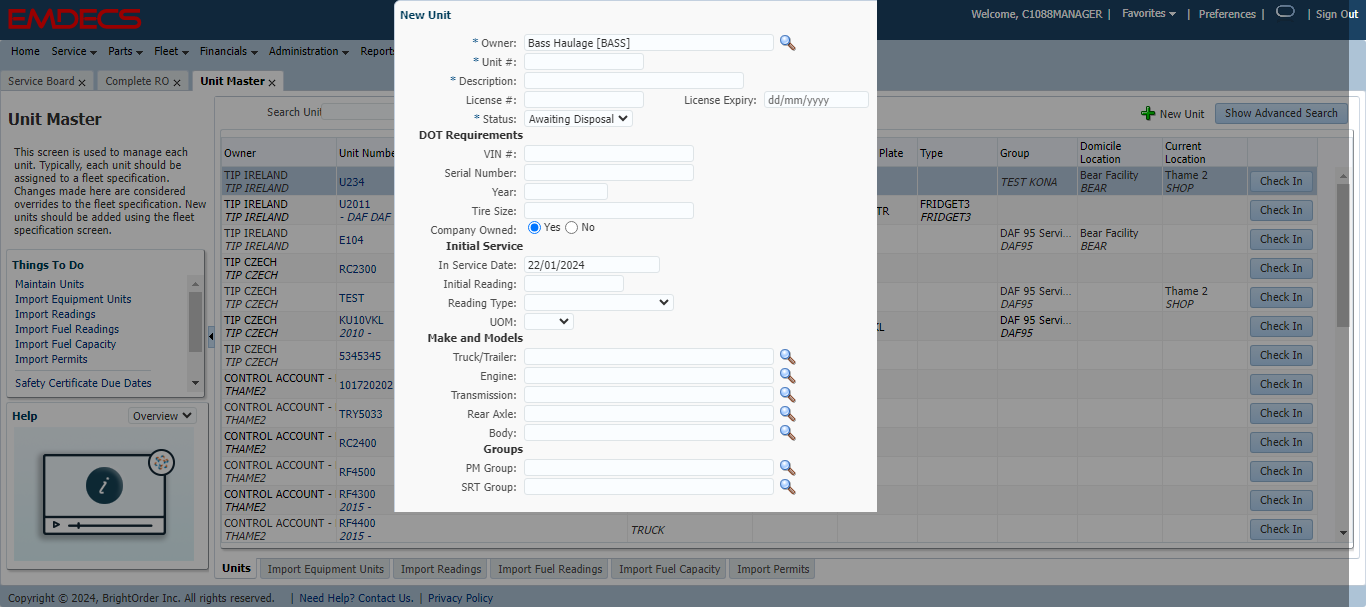 EMDECS
Welcome, C1088MANAGER | Favorites | Preferences | | Sign Out
Home Service Parts Fleet Financials Administration Reports
Service Board x Complete RO x Unit Master x
Unit Master
This screen is used to manage each
unit. Typically, each unit should be
assigned to a fleet specification.
Changes made here are considered
overrides to the fleet specification. New
units should be added using the fleet
specification screen.
Things To Do
Maintain Units
Import Equipment Units
Import Readings
Import Fuel Readings
Import Fuel Capacity
Import Permits
Safety Certificate Due Dates
Help Overview
Search Unit
New Unit Show Advanced Search
Owner Unit Numbe Plate Type Group Domicile Location Current Location
TIP IRELAND U234 Bear Facility Thame 2
TIP IRELAND TEST KONA BEAR SHOP Check In
TIP IRELAND U2011 FRIDGET3
TIP IRELAND - DAF DAF TR FRIDGET3 Check In
TIP IRELAND E104 DAF 95 Servi... Bear Facility
TIP IRELAND DAF95 BEAR Check In
TIP CZECH RC2300
TIP CZECH Check In
TIP CZECH TEST DAF 95 Servi... Thame 2
TIP CZECH DAF95 SHOP Check In
TIP CZECH KU10VKL DAF 95 Servi...
TIP CZECH 2010 - KL DAF95 Check In
TIP CZECH 5345345
TIP CZECH Check In
CONTROL ACCOUNT - 101720202
THAME2 Check In
CONTROL ACCOUNT - TRY5033
THAME2 Check In
CONTROL ACCOUNT - RC2400
THAME2 Check In
CONTROL ACCOUNT - RF4500
THAME2 Check In
CONTROL ACCOUNT - RF4300
THAME2 2015 - Check In
CONTROL ACCOUNT - RF4400
THAME2 2015 - TRUCK Check In
New Unit
* Owner: Bass Haulage [BASS]
* Unit #:
* Description:
License #: License Expiry: dd/mm/yyyy
* Status: Awaiting Disposal
DOT Requirements
VIN #:
Serial Number:
Year:
Tire Size:
Company Owned: Yes No
Initial Service
In Service Date: 22/01/2024
Initial Reading:
Reading Type:
UOM:
Make and Models
Truck/Trailer:
Engine:
Transmission:
Rear Axle:
Body:
Groups
PM Group:
SRT Group:
Units Import Equipment Units Import Readings Import Fuel Readings Import Fuel Capacity Import Permits
Copyright © 2024, BrightOrder Inc. All rights reserved. | Need Help? Contact Us. | Privacy Policy